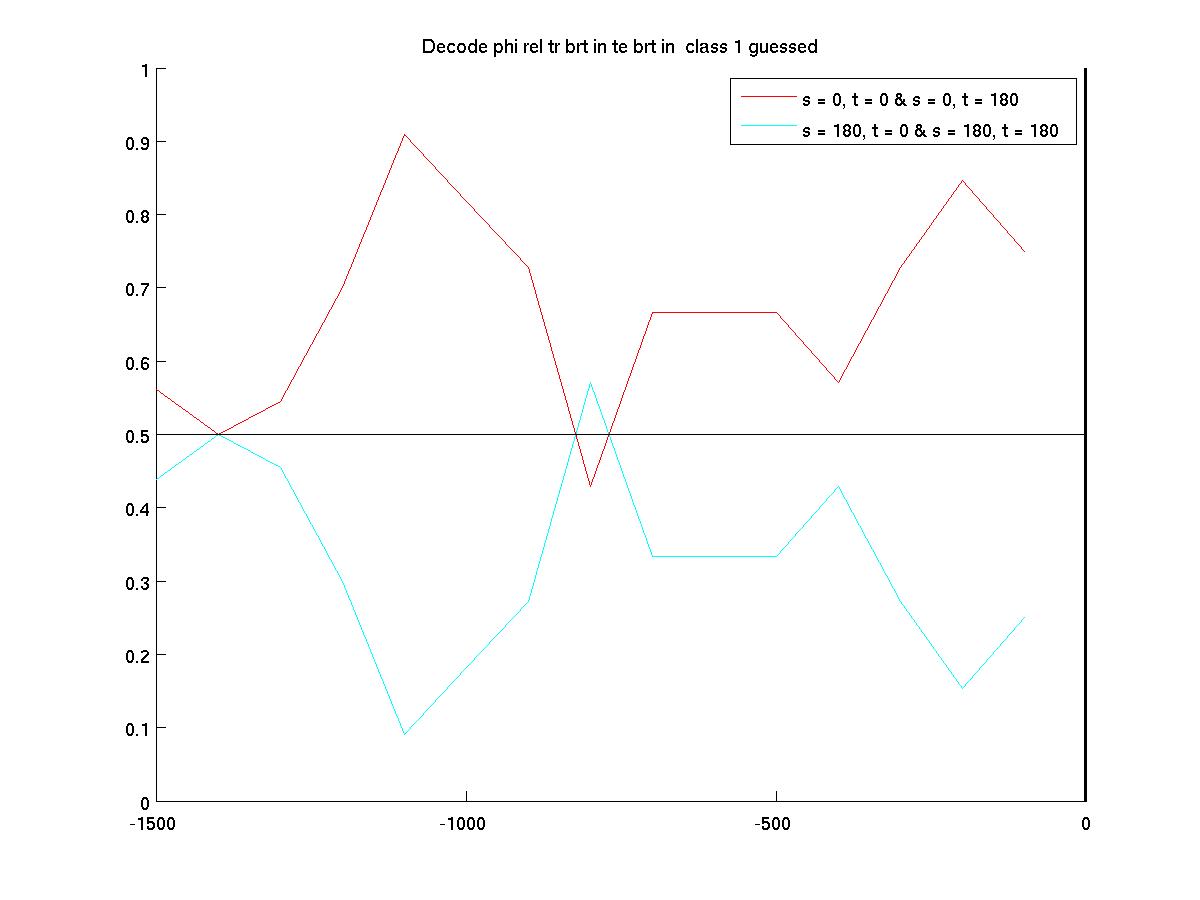 Decode phi rel tr brt in te brt in  class 1 guessed
s = 0, t = 0 & s = 0, t = 180
s = 180, t = 0 & s = 180, t = 180
1
0.9
0.8
0.7
0.6
0.5
0.4
0.3
0.2
0.1
0
-1500 -1000 -500 0